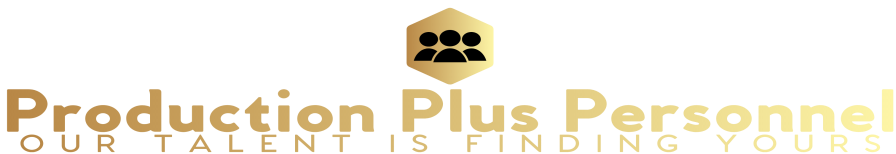 Production Plus Personnel
OUR TALENT IS FINDING YOURS